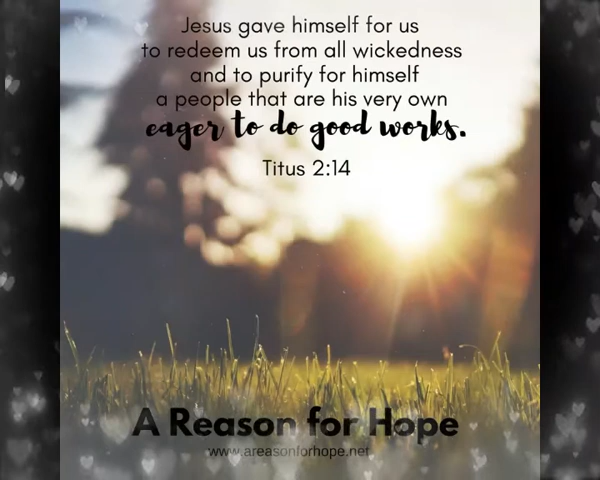 Jesus gave himself for us
to redeem us from all wickedness
and to purify for himself
a people that are his very own
eager to do good works.
Titus 2:14
A Reason for Hope
www.areasonforhope.net